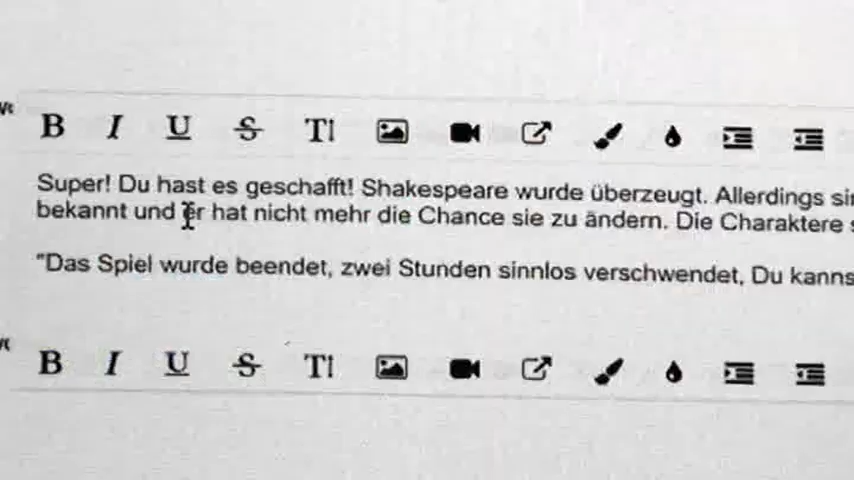 B I U S T
Super! Du hast es geschafft! Shakespeare wurde überzeugt. Allerdings
bekannt und er hat nicht mehr die Chance sie zu ändern. Die Charaktere
"Das Spiel wurde beendet, zwei Stunden sinnlos verschwendet, Du
B I U S T